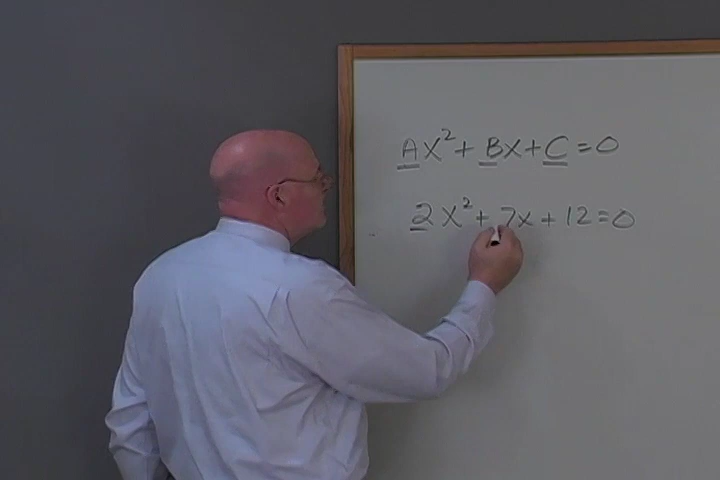 AX² + BX + C = 0
2X² + 7X + 12 = 0